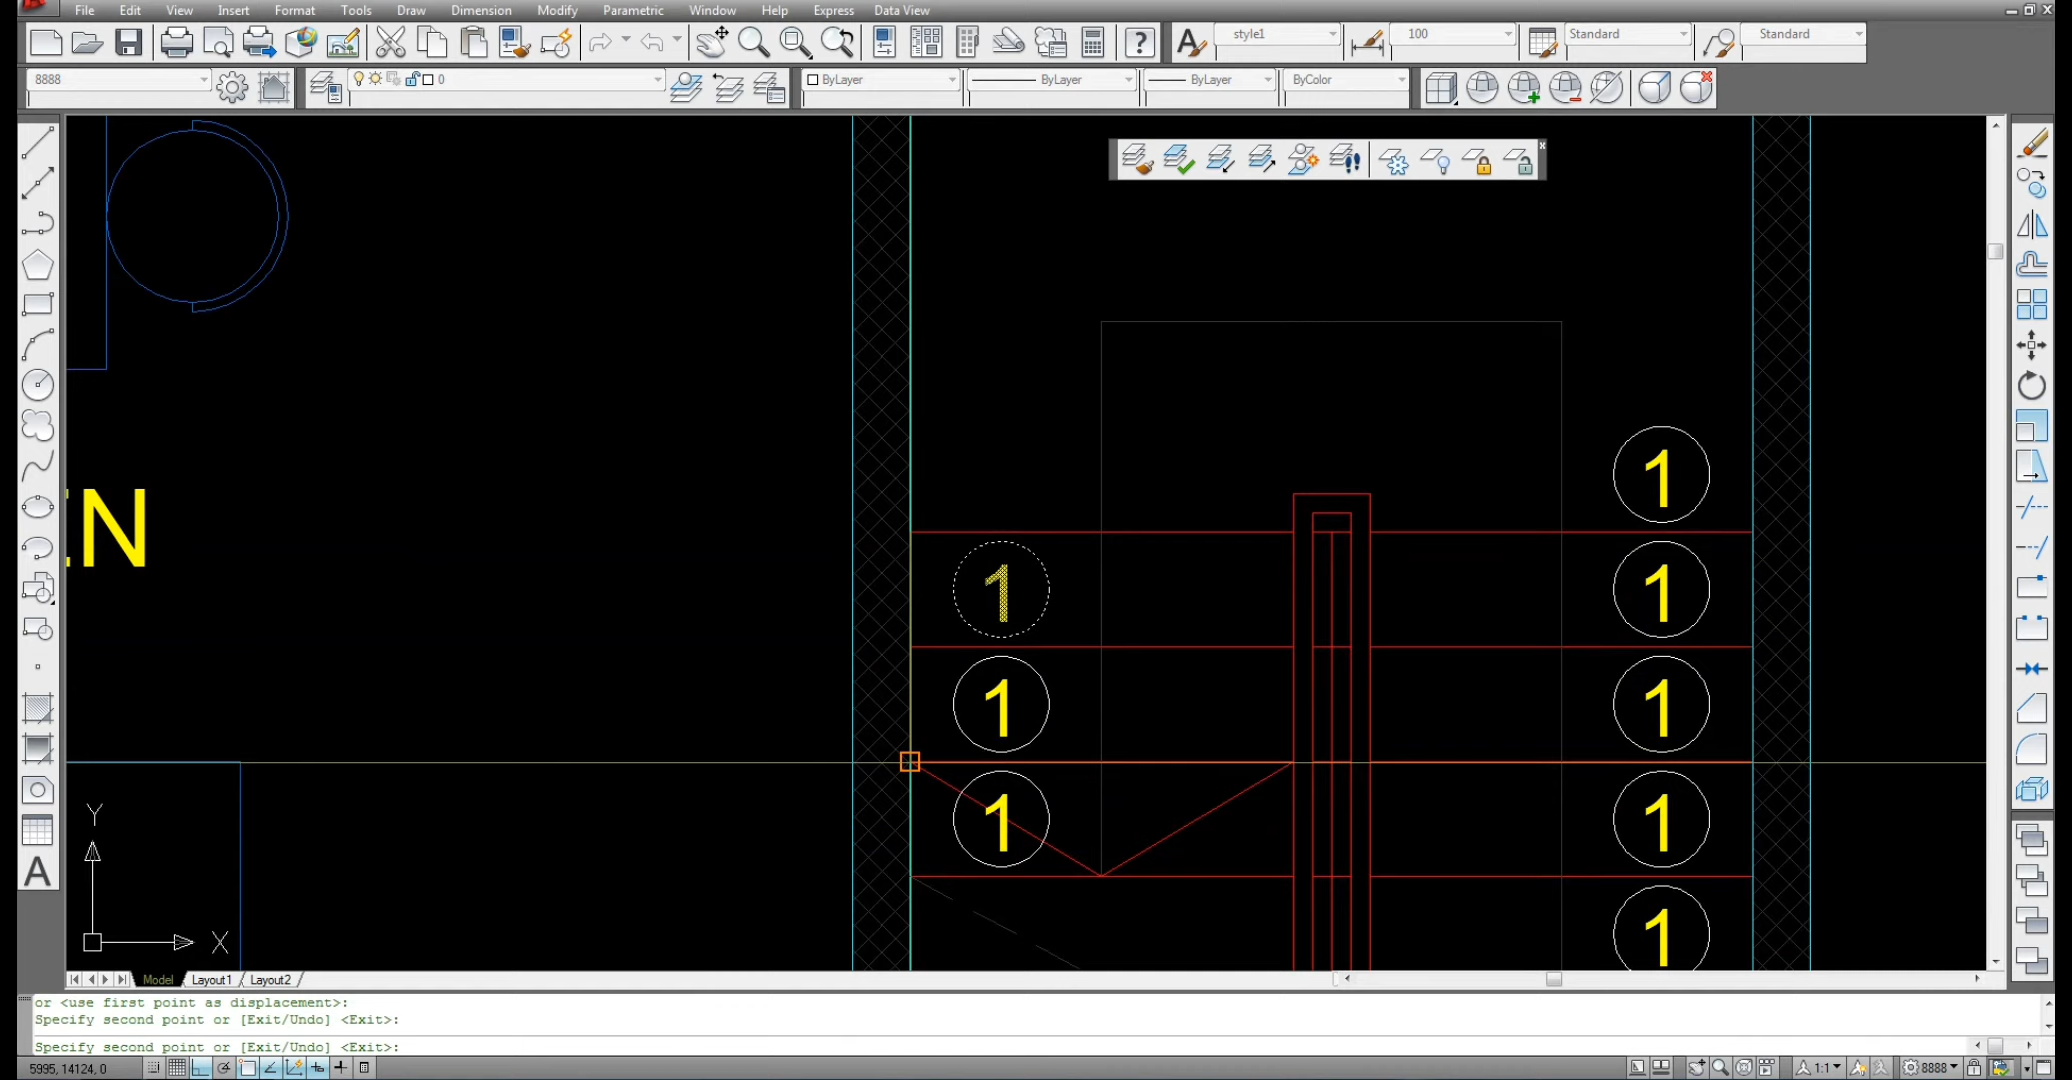 File Edit View Insert Format Tools Draw Dimension Modify Parametric Window Help Express Data View
style1 100 Standard Standard
8888 0 ByLayer ByLayer ByLayer ByColor
1
1 1
EN
1 1
1 1
1
Y
X
Model Layout1 Layout2
or <use first point as displacement>:
Specify second point or [Exit/Undo] <Exit>:
Specify second point or [Exit/Undo] <Exit>:
5995, 14124, 0 1:1 8888